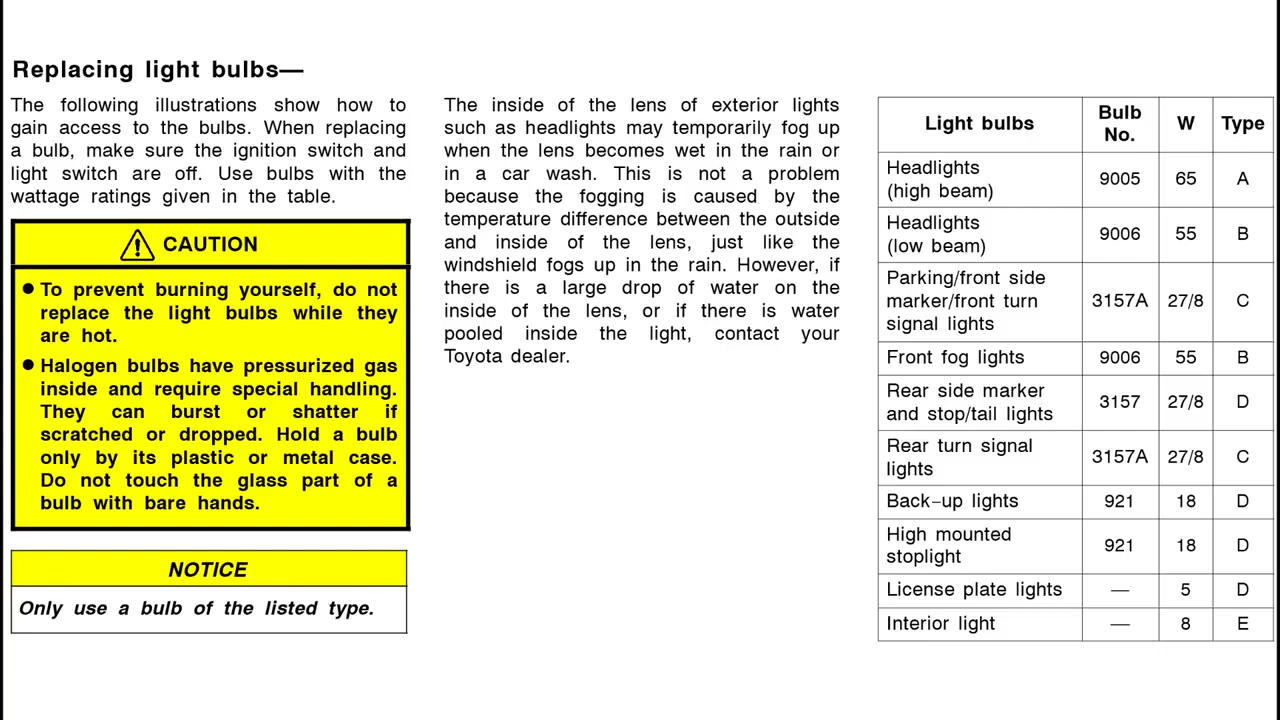 Replacing light bulbs—
The following illustrations show how to
gain access to the bulbs. When replacing
a bulb, make sure the ignition switch and
light switch are off. Use bulbs with the
wattage ratings given in the table.
CAUTION
● To prevent burning yourself, do not
replace the light bulbs while they
are hot.
● Halogen bulbs have pressurized gas
inside and require special handling.
They can burst or shatter if
scratched or dropped. Hold a bulb
only by its plastic or metal case.
Do not touch the glass part of a
bulb with bare hands.
NOTICE
Only use a bulb of the listed type.
The inside of the lens of exterior lights
such as headlights may temporarily fog up
when the lens becomes wet in the rain or
in a car wash. This is not a problem
because the fogging is caused by the
temperature difference between the outside
and inside of the lens, just like the
windshield fogs up in the rain. However, if
there is a large drop of water on the
inside of the lens, or if there is water
pooled inside the light, contact your
Toyota dealer.
Light bulbs Bulb No. W Type
Headlights (high beam) 9005 65 A
Headlights (low beam) 9006 55 B
Parking/front side marker/front turn signal lights 3157A 27/8 C
Front fog lights 9006 55 B
Rear side marker and stop/tail lights 3157 27/8 D
Rear turn signal lights 3157A 27/8 C
Back–up lights 921 18 D
High mounted stoplight 921 18 D
License plate lights — 5 D
Interior light — 8 E